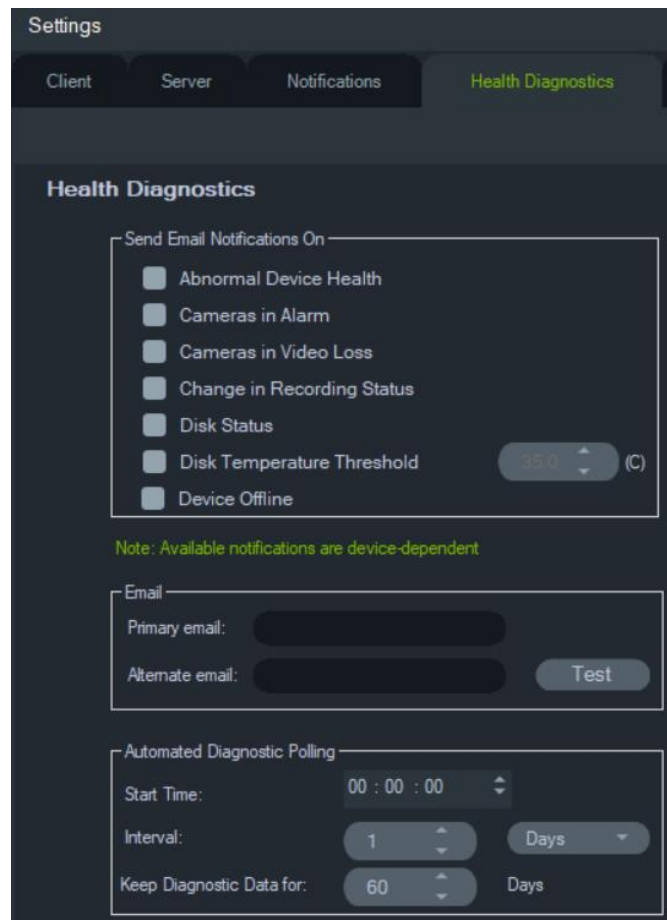 Settings
Client Server Notifications Health Diagnostics
Health Diagnostics
Send Email Notifications On
Abnormal Device Health
Cameras in Alarm
Cameras in Video Loss
Change in Recording Status
Disk Status
Disk Temperature Threshold 35.0 (C)
Device Offline
Note: Available notifications are device-dependent
Email
Primary email:
Alternate email: Test
Automated Diagnostic Polling
Start Time: 00 : 00 : 00
Interval: 1 Days
Keep Diagnostic Data for: 60 Days